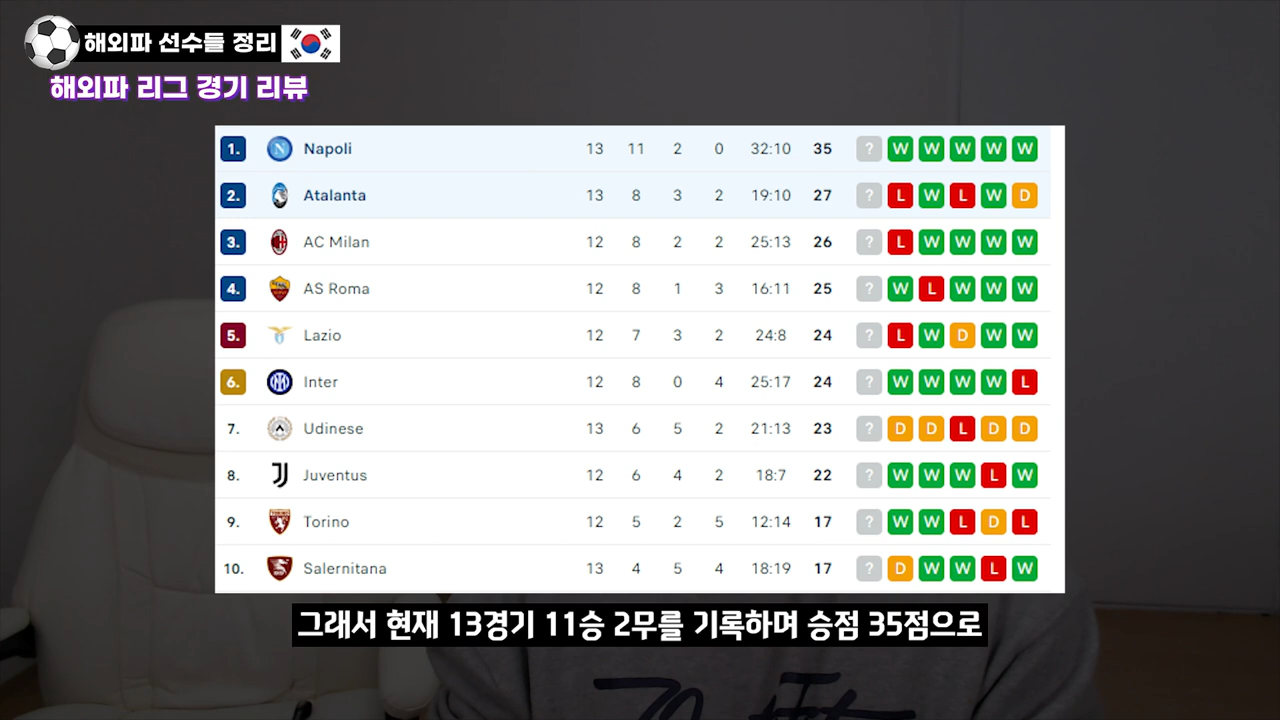 해외파 선수들 정리
해외파 리그 경기 리뷰
1. Napoli 13 11 2 0 32:10 35 ? W W W W W
2. Atalanta 13 8 3 2 19:10 27 ? L W L W D
3. AC Milan 12 8 2 2 25:13 26 ? L W W W W
4. AS Roma 12 8 1 3 16:11 25 ? W L W W W
5. Lazio 12 7 3 2 24:8 24 ? L W D W W
6. Inter 12 8 0 4 25:17 24 ? W W W W L
7. Udinese 13 6 5 2 21:13 23 ? D D L D D
8. Juventus 12 6 4 2 18:7 22 ? W W W L W
9. Torino 12 5 2 5 12:14 17 ? W W L D L
10. Salernitana 13 4 5 4 18:19 17 ? D W W L W
그래서 현재 13경기 11승 2무를 기록하며 승점 35점으로